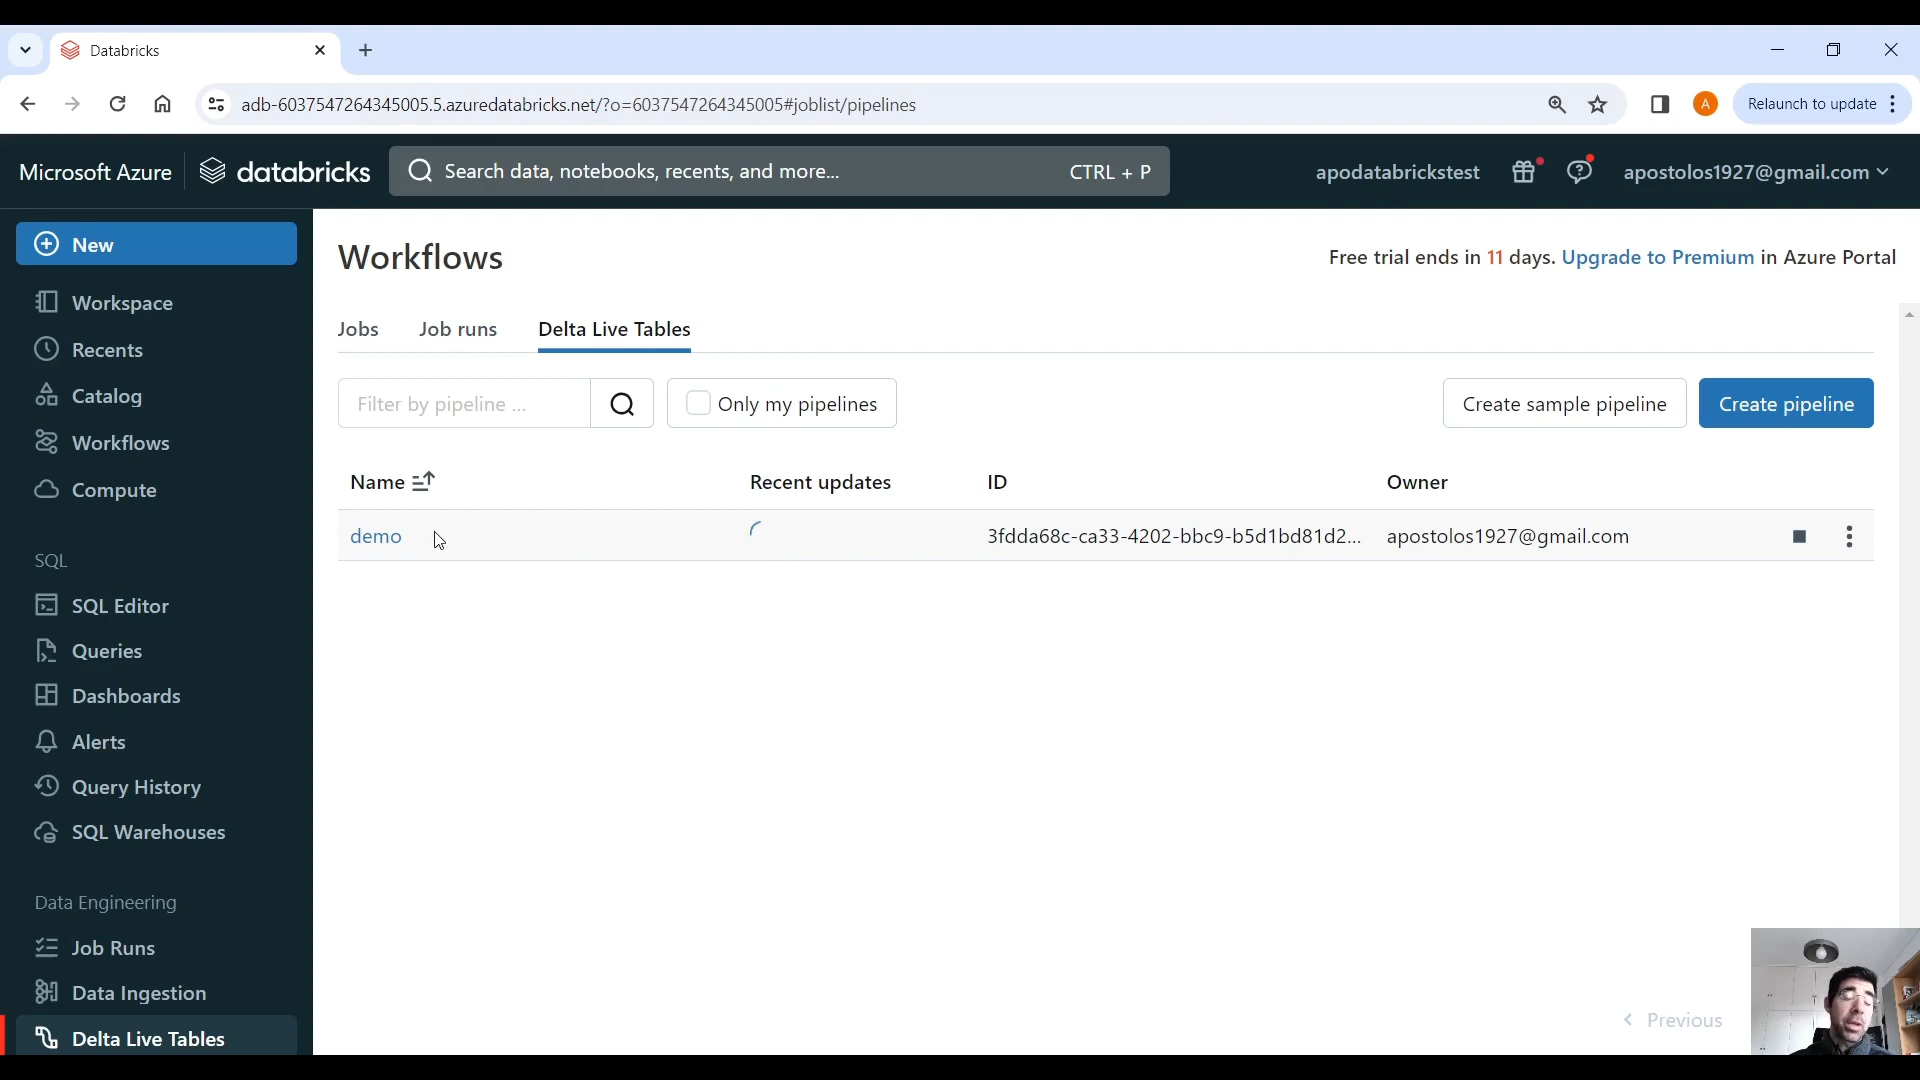 Databricks
adb-6037547264345005.5.azuredatabricks.net/?o=6037547264345005#joblist/pipelines
A
Relaunch to update
Microsoft Azure
databricks
Search data, notebooks, recents, and more...
CTRL + P
apodatabrickstest
apostolos1927@gmail.com
New
Workspace
Recents
Catalog
Workflows
Compute
SQL
SQL Editor
Queries
Dashboards
Alerts
Query History
SQL Warehouses
Data Engineering
Job Runs
Data Ingestion
Delta Live Tables
Workflows
Free trial ends in 11 days. Upgrade to Premium in Azure Portal
Jobs
Job runs
Delta Live Tables
Filter by pipeline ...
Only my pipelines
Create sample pipeline
Create pipeline
Name
Recent updates
ID
Owner
demo
3fdda68c-ca33-4202-bbc9-b5d1bd81d2...
apostolos1927@gmail.com
Previous